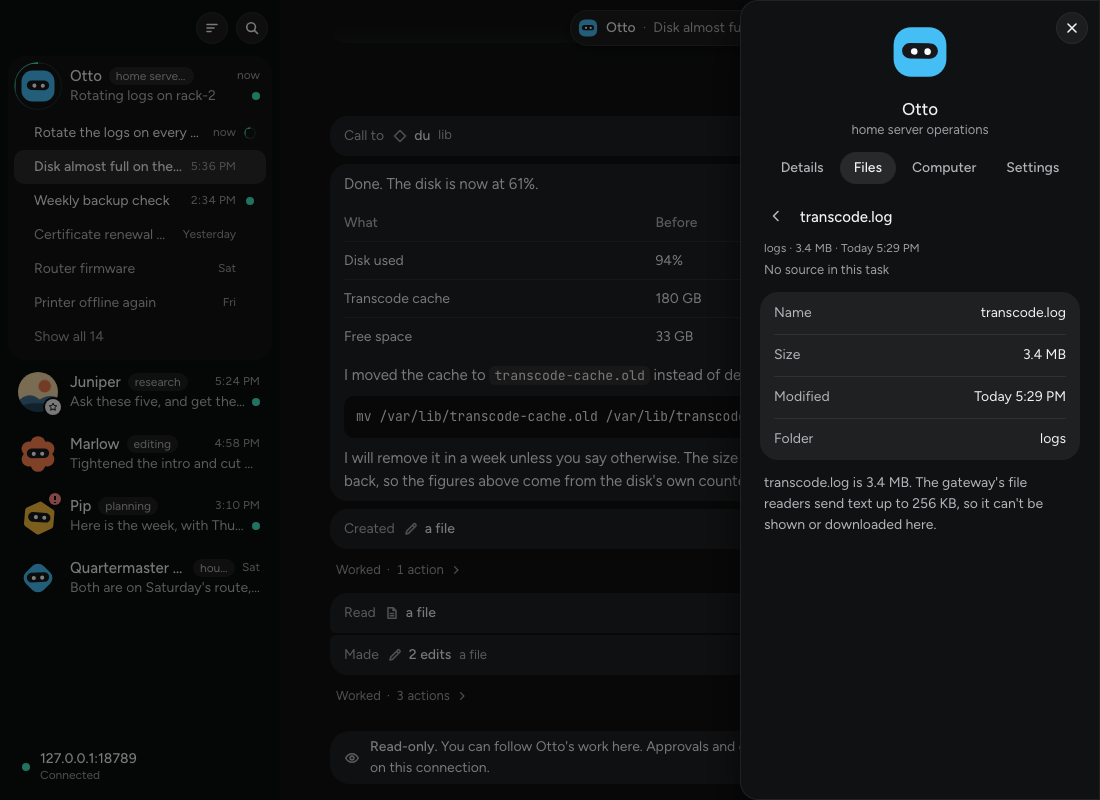 Otto home serve... now
Rotating logs on rack-2
Rotate the logs on every ... now
Disk almost full on the... 5:36 PM
Weekly backup check 2:34 PM
Certificate renewal ... Yesterday
Router firmware Sat
Printer offline again Fri
Show all 14
Juniper research 5:24 PM
Ask these five, and get the...
Marlow editing 4:58 PM
Tightened the intro and cut ...
Pip planning 3:10 PM
Here is the week, with Thu...
Quartermaster ... hou... Sat
Both are on Saturday's route,...
127.0.0.1:18789
Connected
Otto · Disk almost fu
Call to du lib
Done. The disk is now at 61%.
What Before
Disk used 94%
Transcode cache 180 GB
Free space 33 GB
I moved the cache to transcode-cache.old instead of de
mv /var/lib/transcode-cache.old /var/lib/transcod
I will remove it in a week unless you say otherwise. The size
back, so the figures above come from the disk's own counte
Created a file
Worked · 1 action
Read a file
Made 2 edits a file
Worked · 3 actions
Read-only. You can follow Otto's work here. Approvals and
on this connection.
Otto
home server operations
Details Files Computer Settings
transcode.log
logs · 3.4 MB · Today 5:29 PM
No source in this task
Name transcode.log
Size 3.4 MB
Modified Today 5:29 PM
Folder logs
transcode.log is 3.4 MB. The gateway's file
readers send text up to 256 KB, so it can't be
shown or downloaded here.